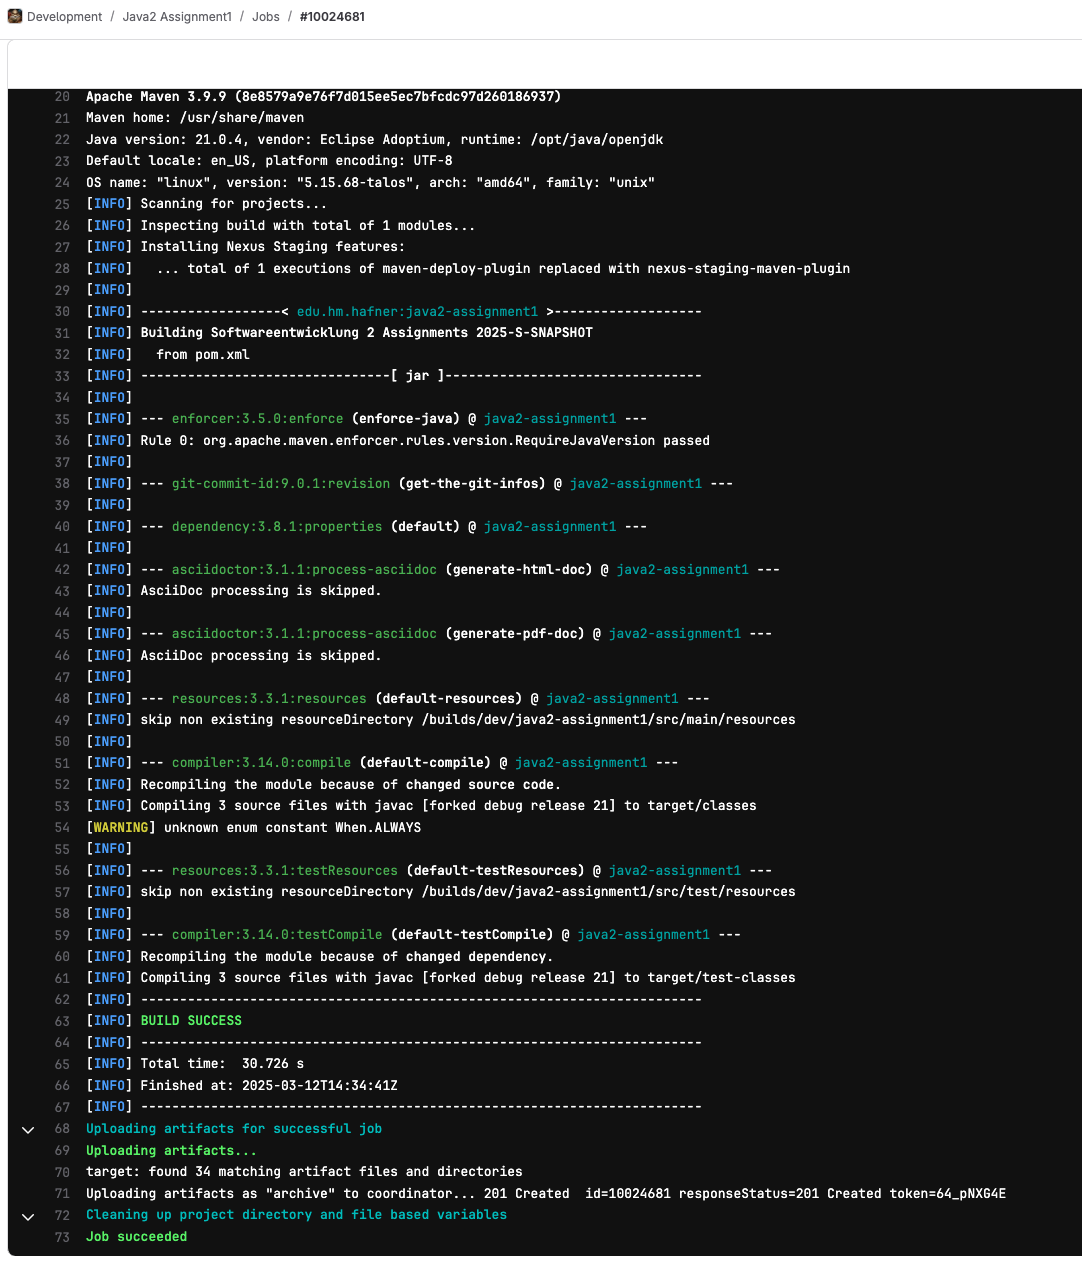 Development / Java2 Assignment1 / Jobs / #10024681
20 Apache Maven 3.9.9 (8e8579a9e76f7d015ee5ec7bfcdc97d260186937)
21 Maven home: /usr/share/maven
22 Java version: 21.0.4, vendor: Eclipse Adoptium, runtime: /opt/java/openjdk
23 Default locale: en_US, platform encoding: UTF-8
24 OS name: "linux", version: "5.15.68-talos", arch: "amd64", family: "unix"
25 [INFO] Scanning for projects...
26 [INFO] Inspecting build with total of 1 modules...
27 [INFO] Installing Nexus Staging features:
28 [INFO]   ... total of 1 executions of maven-deploy-plugin replaced with nexus-staging-maven-plugin
29 [INFO]
30 [INFO] ------------------< edu.hm.hafner:java2-assignment1 >-------------------
31 [INFO] Building Softwareentwicklung 2 Assignments 2025-S-SNAPSHOT
32 [INFO]   from pom.xml
33 [INFO] --------------------------------[ jar ]---------------------------------
34 [INFO]
35 [INFO] --- enforcer:3.5.0:enforce (enforce-java) @ java2-assignment1 ---
36 [INFO] Rule 0: org.apache.maven.enforcer.rules.version.RequireJavaVersion passed
37 [INFO]
38 [INFO] --- git-commit-id:9.0.1:revision (get-the-git-infos) @ java2-assignment1 ---
39 [INFO]
40 [INFO] --- dependency:3.8.1:properties (default) @ java2-assignment1 ---
41 [INFO]
42 [INFO] --- asciidoctor:3.1.1:process-asciidoc (generate-html-doc) @ java2-assignment1 ---
43 [INFO] AsciiDoc processing is skipped.
44 [INFO]
45 [INFO] --- asciidoctor:3.1.1:process-asciidoc (generate-pdf-doc) @ java2-assignment1 ---
46 [INFO] AsciiDoc processing is skipped.
47 [INFO]
48 [INFO] --- resources:3.3.1:resources (default-resources) @ java2-assignment1 ---
49 [INFO] skip non existing resourceDirectory /builds/dev/java2-assignment1/src/main/resources
50 [INFO]
51 [INFO] --- compiler:3.14.0:compile (default-compile) @ java2-assignment1 ---
52 [INFO] Recompiling the module because of changed source code.
53 [INFO] Compiling 3 source files with javac [forked debug release 21] to target/classes
54 [WARNING] unknown enum constant When.ALWAYS
55 [INFO]
56 [INFO] --- resources:3.3.1:testResources (default-testResources) @ java2-assignment1 ---
57 [INFO] skip non existing resourceDirectory /builds/dev/java2-assignment1/src/test/resources
58 [INFO]
59 [INFO] --- compiler:3.14.0:testCompile (default-testCompile) @ java2-assignment1 ---
60 [INFO] Recompiling the module because of changed dependency.
61 [INFO] Compiling 3 source files with javac [forked debug release 21] to target/test-classes
62 [INFO] ------------------------------------------------------------------------
63 [INFO] BUILD SUCCESS
64 [INFO] ------------------------------------------------------------------------
65 [INFO] Total time:  30.726 s
66 [INFO] Finished at: 2025-03-12T14:34:41Z
67 [INFO] ------------------------------------------------------------------------
68 Uploading artifacts for successful job
69 Uploading artifacts...
70 target: found 34 matching artifact files and directories
71 Uploading artifacts as "archive" to coordinator... 201 Created  id=10024681 responseStatus=201 Created token=64_pNXG4E
72 Cleaning up project directory and file based variables
73 Job succeeded